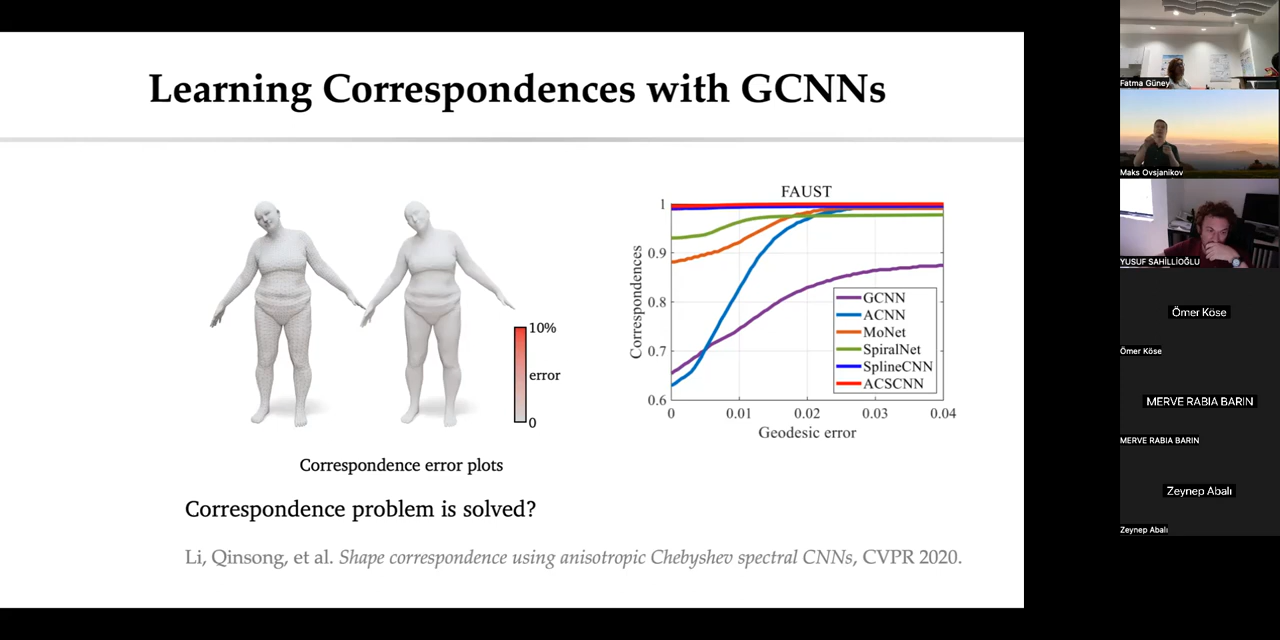 Learning Correspondences with GCNNs
FAUST
1
0.9
0.8
0.7
0.6
Correspondences
0
0.01
0.02
0.03
0.04
Geodesic error
GCNN
ACNN
MoNet
SpiralNet
SplineCNN
ACSCNN
10%
error
0
Correspondence error plots
Correspondence problem is solved?
Li, Qinsong, et al. Shape correspondence using anisotropic Chebyshev spectral CNNs, CVPR 2020.
Fatma Güney
Maks Ovsjanikov
YUSUF SAHİLLİOĞLU
Ömer Köse
Ömer Köse
MERVE RABIA BARIN
MERVE RABIA BARIN
Zeynep Abalı
Zeynep Abalı